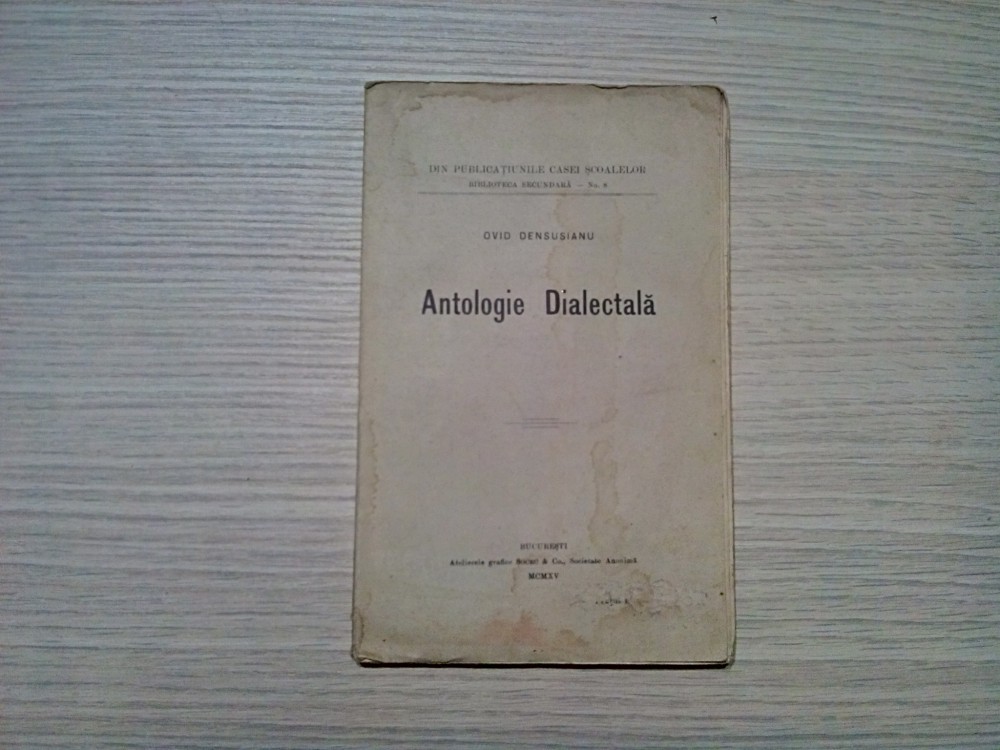 DIN PUBLICAȚIUNILE CASEI ȘCOALELOR
BIBLIOTECA SECUNDARĂ — No. 8
OVID DENSUSIANU
Antologie Dialectală
BUCUREȘTI
Atelierele grafice SOCEC & Co., Societate Anonimă
MCMXV